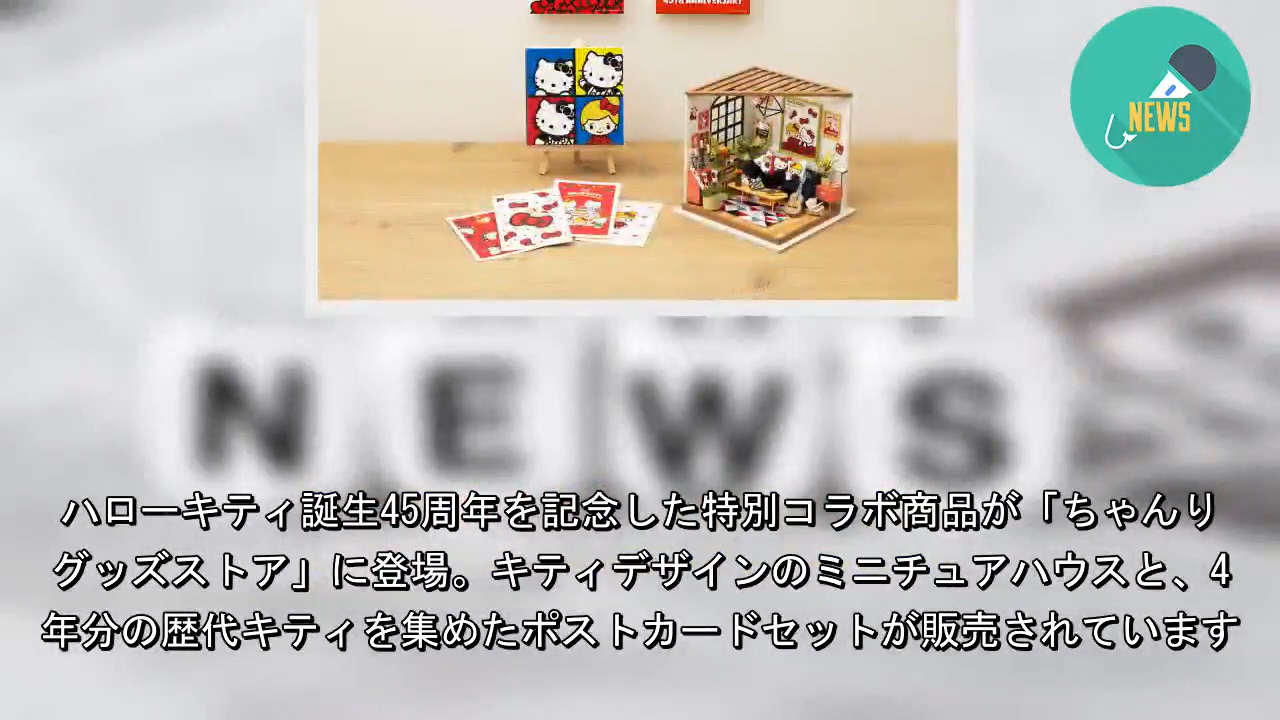 45TH ANNIVERSARY
NEWS
NEWS
ハローキティ誕生45周年を記念した特別コラボ商品が「ちゃんり
グッズストア」に登場。キティデザインのミニチュアハウスと、4
年分の歴代キティを集めたポストカードセットが販売されています